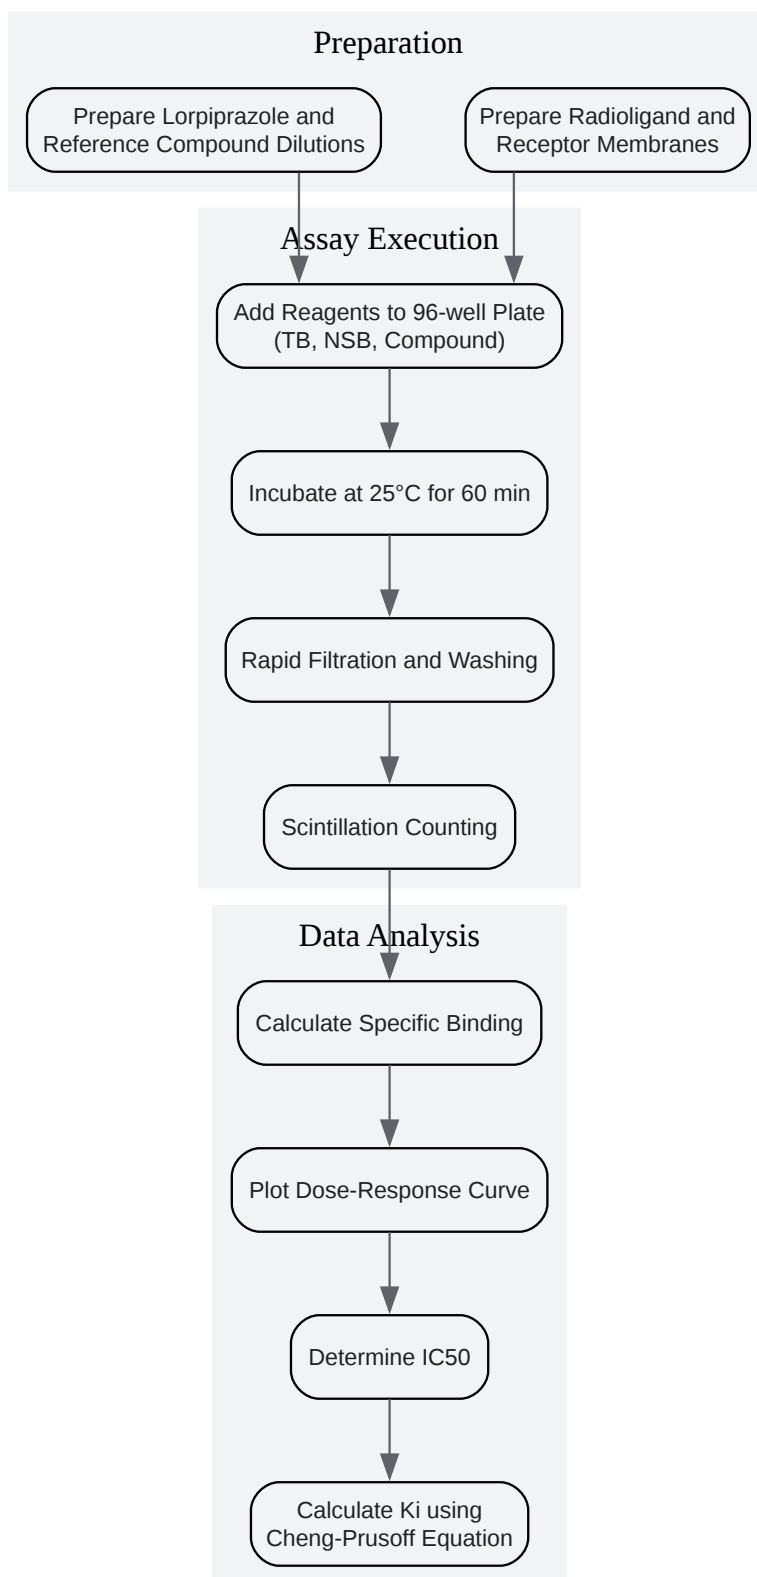 Preparation
Prepare Lorpiprazole and
Reference Compound Dilutions
Prepare Radioligand and
Receptor Membranes
Assay Execution
Add Reagents to 96-well Plate
(TB, NSB, Compound)
Incubate at 25°C for 60 min
Rapid Filtration and Washing
Scintillation Counting
Data Analysis
Calculate Specific Binding
Plot Dose-Response Curve
Determine IC50
Calculate Ki using
Cheng-Prusoff Equation